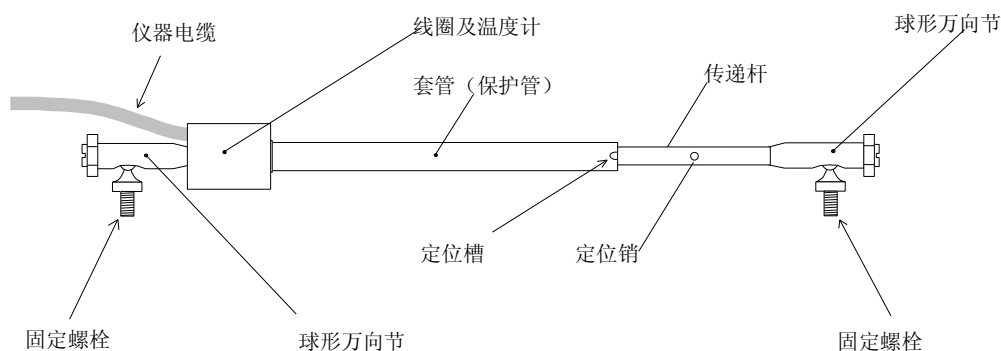 仪器电缆
线圈及温度计
球形万向节
套管（保护管）
传递杆
定位槽
定位销
固定螺栓
球形万向节
固定螺栓